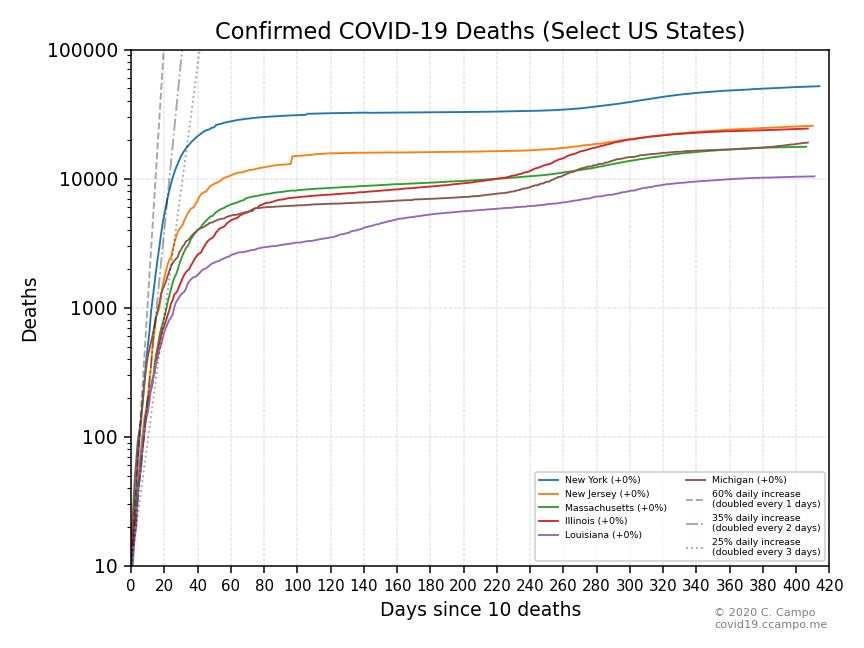 Confirmed COVID-19 Deaths (Select US States)
100000
10000
1000
100
10
Deaths
0 20 40 60 80 100 120 140 160 180 200 220 240 260 280 300 320 340 360 380 400 420
Days since 10 deaths
New York (+0%)
New Jersey (+0%)
Massachusetts (+0%)
Illinois (+0%)
Louisiana (+0%)
Michigan (+0%)
60% daily increase
(doubled every 1 days)
35% daily increase
(doubled every 2 days)
25% daily increase
(doubled every 3 days)
© 2020 C. Campo
covid19.ccampo.me